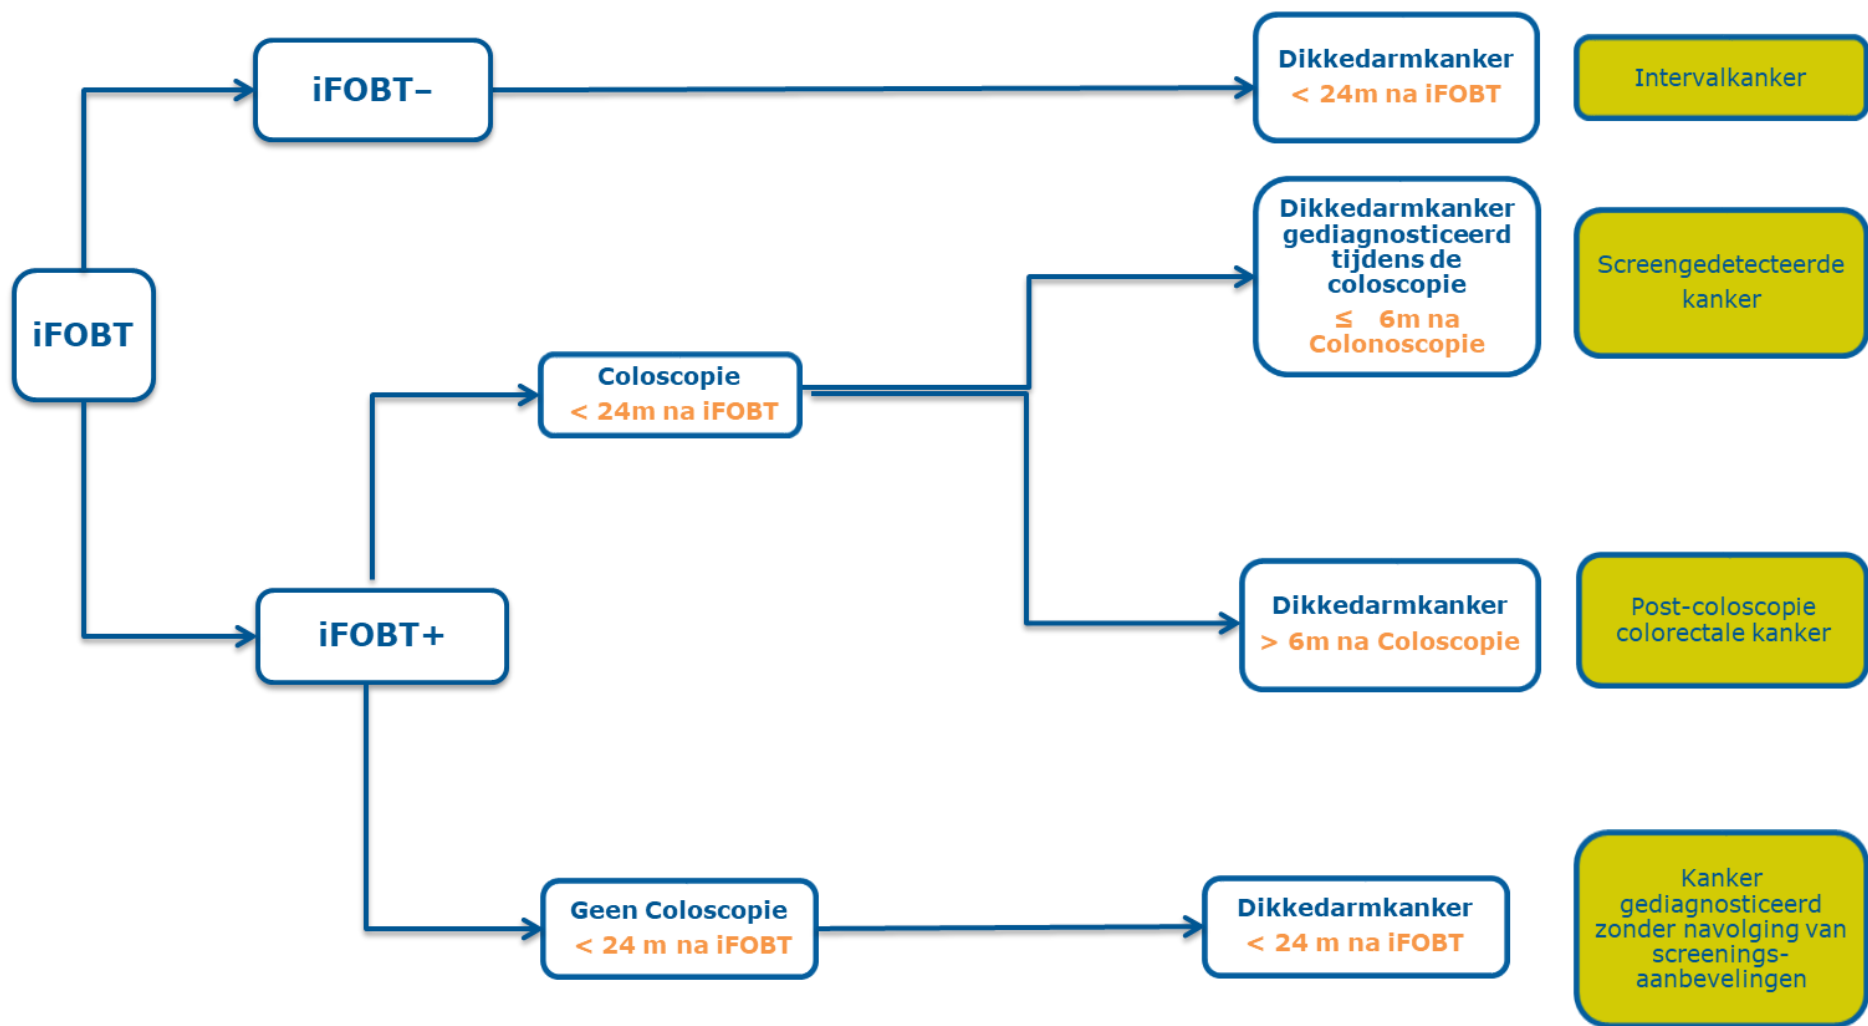 iFOBT–
Dikkedarmkanker
< 24m na iFOBT
Intervalkanker
Dikkedarmkanker
gediagnosticeerd
tijdens de
coloscopie
≤ 6m na
Colonoscopie
Screengedetecteerde
kanker
iFOBT
Coloscopie
< 24m na iFOBT
iFOBT+
Dikkedarmkanker
> 6m na Coloscopie
Post-coloscopie
colorectale kanker
Geen Coloscopie
< 24 m na iFOBT
Dikkedarmkanker
< 24 m na iFOBT
Kanker
gediagnosticeerd
zonder navolging van
screenings-
aanbevelingen